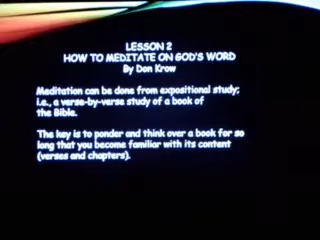 LESSON 2
HOW TO MEDITATE ON GOD'S WORD
By Don Krow
Meditation can be done from expositional study;
i.e., a verse-by-verse study of a book of
the Bible.
The key is to ponder and think over a book for so
long that you become familiar with its content
(verses and chapters).